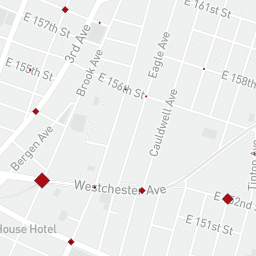 E 161st St
E 157th St
3rd Ave
Eagle Ave
E 155th St
Brook Ave
E 156th St
E 158th
Cauldwell Ave
Bergen Ave
Tinton Ave
Westchester Ave
E 152nd St
E 151st St
House Hotel